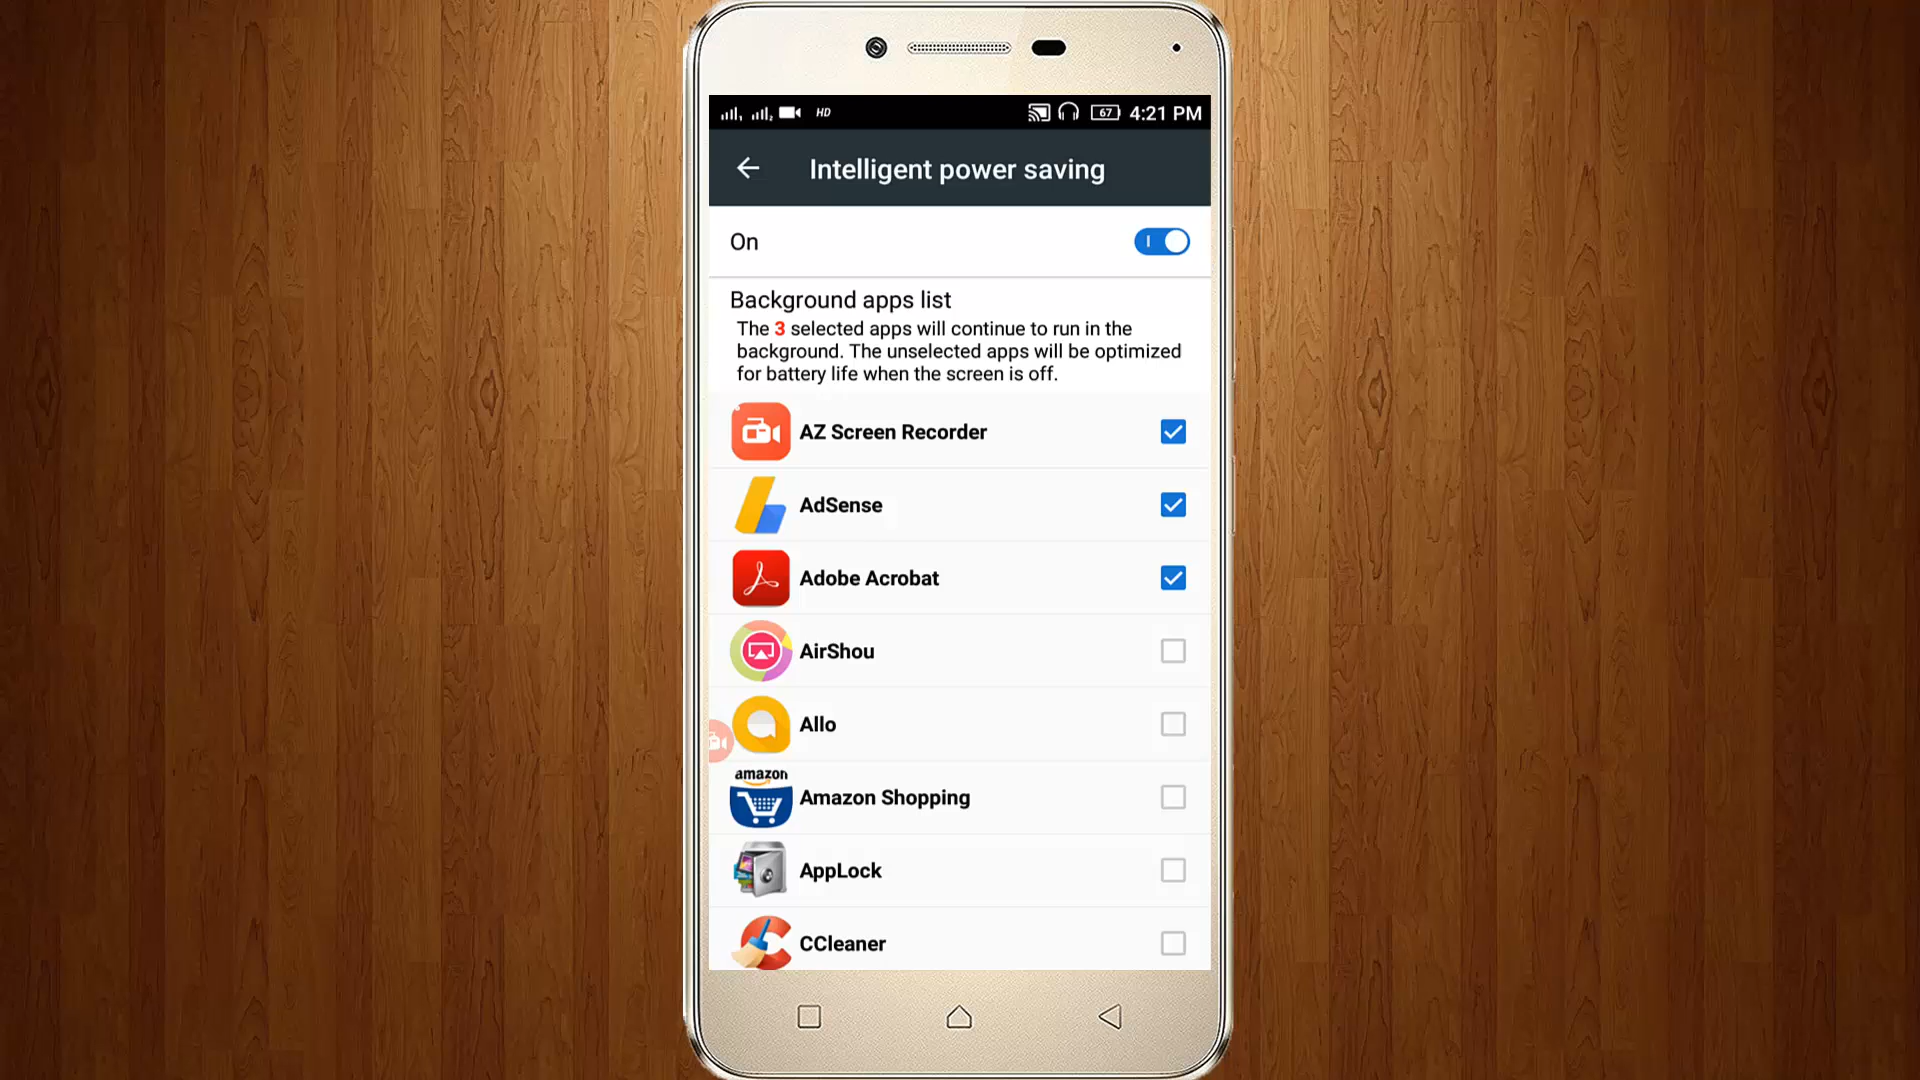 HD 67 4:21 PM
Intelligent power saving
On
Background apps list
The 3 selected apps will continue to run in the
background. The unselected apps will be optimized
for battery life when the screen is off.
AZ Screen Recorder
AdSense
Adobe Acrobat
AirShou
Allo
amazon
Amazon Shopping
AppLock
CCleaner